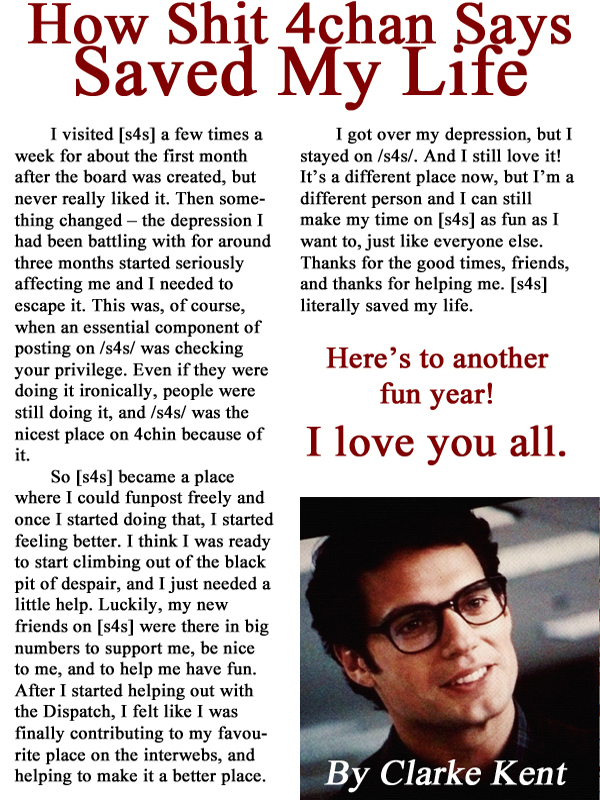 How Shit 4chan Says
Saved My Life
I visited [s4s] a few times a
week for about the first month
after the board was created, but
never really liked it. Then some-
thing changed – the depression I
had been battling with for around
three months started seriously
affecting me and I needed to
escape it. This was, of course,
when an essential component of
posting on /s4s/ was checking
your privilege. Even if they were
doing it ironically, people were
still doing it, and /s4s/ was the
nicest place on 4chin because of
it.
So [s4s] became a place
where I could funpost freely and
once I started doing that, I started
feeling better. I think I was ready
to start climbing out of the black
pit of despair, and I just needed a
little help. Luckily, my new
friends on [s4s] were there in big
numbers to support me, be nice
to me, and to help me have fun.
After I started helping out with
the Dispatch, I felt like I was
finally contributing to my favou-
rite place on the interwebs, and
helping to make it a better place.
I got over my depression, but I
stayed on /s4s/. And I still love it!
It’s a different place now, but I’m a
different person and I can still
make my time on [s4s] as fun as I
want to, just like everyone else.
Thanks for the good times, friends,
and thanks for helping me. [s4s]
literally saved my life.
Here’s to another
fun year!
I love you all.
By Clarke Kent